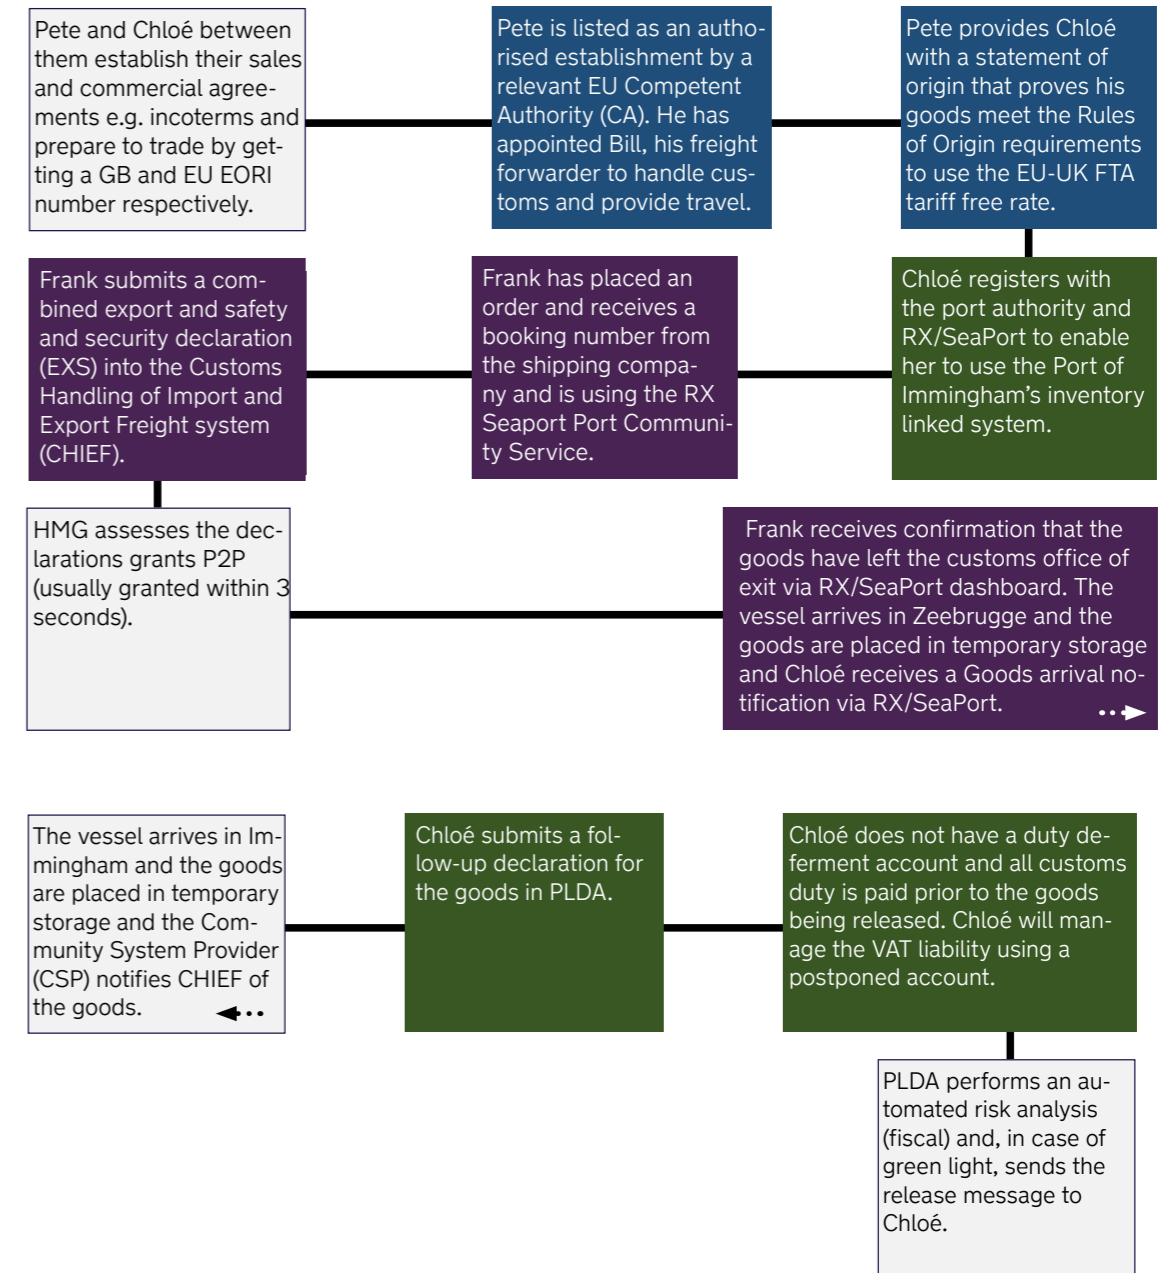 Pete and Chloé between
them establish their sales
and commercial agree-
ments e.g. incoterms and
prepare to trade by get-
ting a GB and EU EORI
number respectively.
Pete is listed as an autho-
rised establishment by a
relevant EU Competent
Authority (CA). He has
appointed Bill, his freight
forwarder to handle cus-
toms and provide travel.
Pete provides Chloé
with a statement of
origin that proves his
goods meet the Rules
of Origin requirements
to use the EU-UK FTA
tariff free rate.
Chloé registers with
the port authority and
RX/SeaPort to enable
her to use the Port of
Immingham's inventory
linked system.
Frank has placed an
order and receives a
booking number from
the shipping compa-
ny and is using the RX
Seaport Port Communi-
ty Service.
Frank submits a com-
bined export and safety
and security declaration
(EXS) into the Customs
Handling of Import and
Export Freight system
(CHIEF).
HMG assesses the dec-
larations grants P2P
(usually granted within 3
seconds).
Frank receives confirmation that the
goods have left the customs office of
exit via RX/SeaPort dashboard. The
vessel arrives in Zeebrugge and the
goods are placed in temporary storage
and Chloé receives a Goods arrival no-
tification via RX/SeaPort.
The vessel arrives in Im-
mingham and the goods
are placed in temporary
storage and the Com-
munity System Provider
(CSP) notifies CHIEF of
the goods.
Chloé submits a fol-
low-up declaration for
the goods in PLDA.
Chloé does not have a duty de-
ferment account and all customs
duty is paid prior to the goods
being released. Chloé will man-
age the VAT liability using a
postponed account.
PLDA performs an au-
tomated risk analysis
(fiscal) and, in case of
green light, sends the
release message to
Chloé.